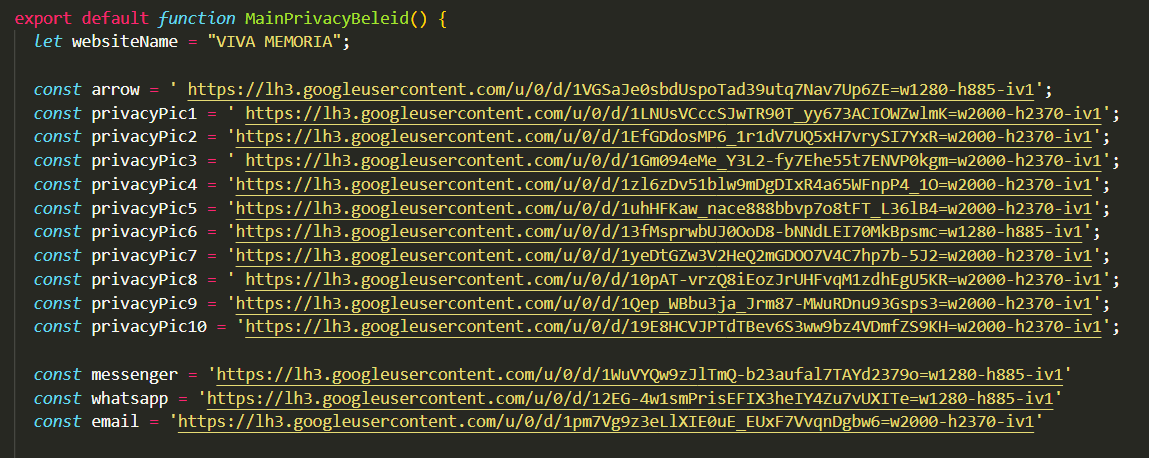 export default function MainPrivacyBeleid() {
let websiteName = "VIVA MEMORIA";
const arrow = ' https://lh3.googleusercontent.com/u/0/d/1VGSaJe0sbdUspoTad39utq7Nav7Up6ZE=w1280-h885-iv1';
const privacyPic1 = ' https://lh3.googleusercontent.com/u/0/d/1LNUsVCccSJwTR90T_yy673ACIOWZwlmK=w2000-h2370-iv1';
const privacyPic2 = 'https://lh3.googleusercontent.com/u/0/d/1EfGDdosMP6_1r1dV7UQ5xH7vrySI7YxR=w2000-h2370-iv1';
const privacyPic3 = ' https://lh3.googleusercontent.com/u/0/d/1Gm094eMe_Y3L2-fy7Ehe55t7ENVP0kgm=w2000-h2370-iv1';
const privacyPic4 = 'https://lh3.googleusercontent.com/u/0/d/1zl6zDv51blw9mDgDIxR4a65WFnpP4_1O=w2000-h2370-iv1';
const privacyPic5 = 'https://lh3.googleusercontent.com/u/0/d/1uhHFKaw_nace888bbvp7o8tFT_L36lB4=w2000-h2370-iv1';
const privacyPic6 = 'https://lh3.googleusercontent.com/u/0/d/13fMsprwbUJ0OoD8-bNNdLEI70MkBpsmc=w1280-h885-iv1';
const privacyPic7 = 'https://lh3.googleusercontent.com/u/0/d/1yeDtGZw3V2HeQ2mGDOO7V4C7hp7b-5J2=w2000-h2370-iv1';
const privacyPic8 = ' https://lh3.googleusercontent.com/u/0/d/10pAT-vrzQ8iEozJrUHFvqM1zdhEgU5KR=w2000-h2370-iv1';
const privacyPic9 = 'https://lh3.googleusercontent.com/u/0/d/1Qep_WBbu3ja_Jrm87-MWuRDnu93Gsps3=w2000-h2370-iv1';
const privacyPic10 = 'https://lh3.googleusercontent.com/u/0/d/19E8HCVJPTdTBev6S3ww9bz4VDmfZS9KH=w2000-h2370-iv1';
const messenger = 'https://lh3.googleusercontent.com/u/0/d/1WuVYQw9zJlTmQ-b23aufal7TAYd2379o=w1280-h885-iv1'
const whatsapp = 'https://lh3.googleusercontent.com/u/0/d/12EG-4w1smPrisEFIX3heIY4Zu7vUXITe=w1280-h885-iv1'
const email = 'https://lh3.googleusercontent.com/u/0/d/1pm7Vg9z3eLlXIE0uE_EUxF7VvqnDgbw6=w2000-h2370-iv1'